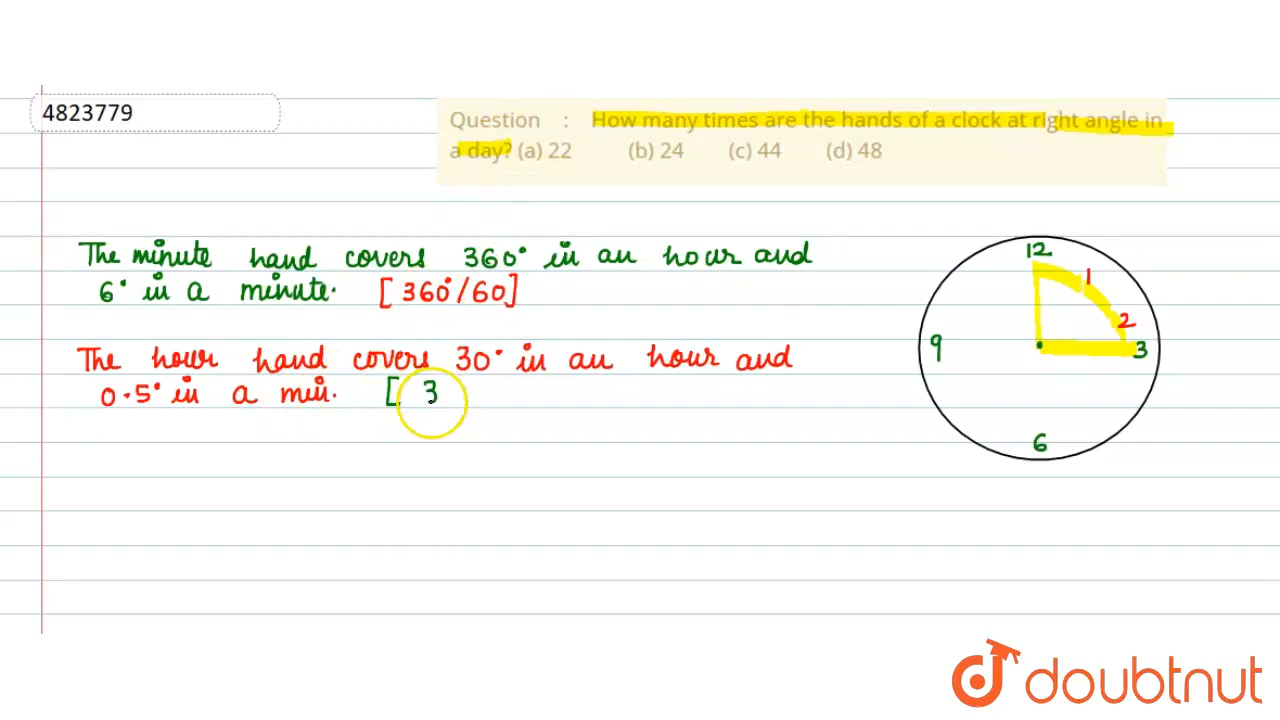 4823779
Question : How many times are the hands of a clock at right angle in
a day? (a) 22 (b) 24 (c) 44 (d) 48
The minute hand covers 360° in an hour and
6° in a minute. [360°/60]
The hour hand covers 30° in an hour and
0.5° in a min. [ 3
12
1
2
9
3
6
doubtnut